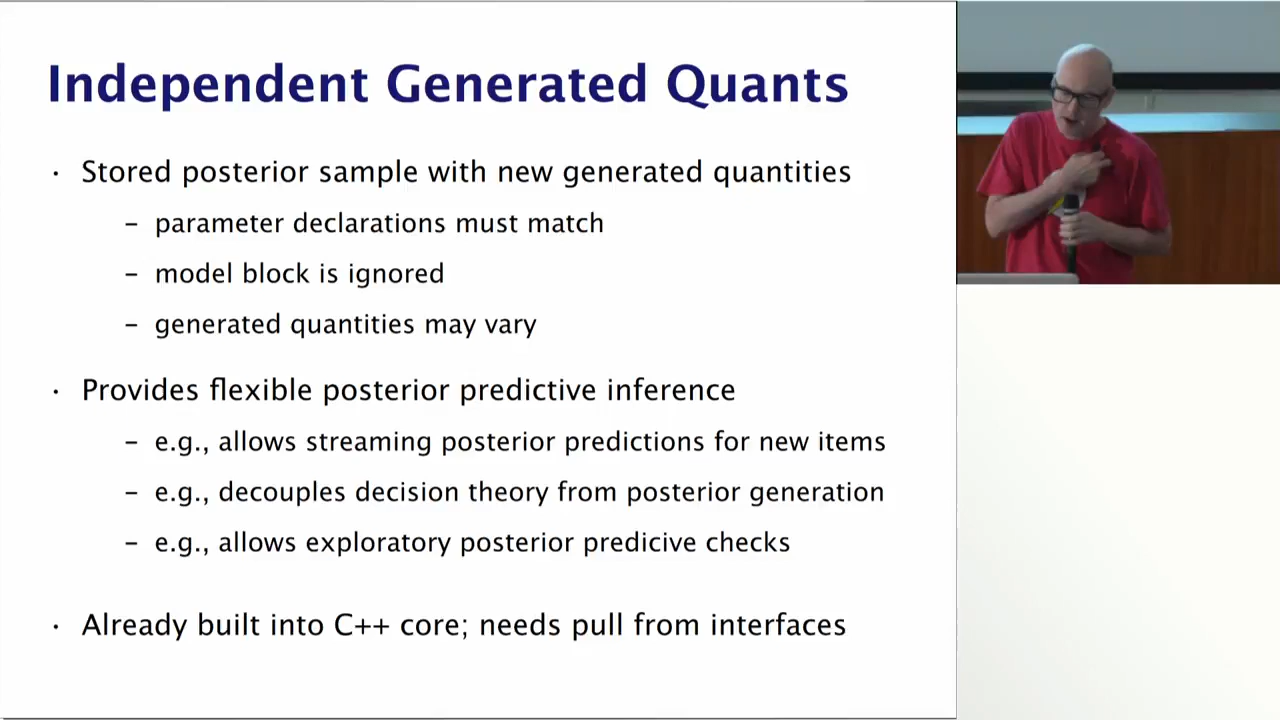 Independent Generated Quants
· Stored posterior sample with new generated quantities
– parameter declarations must match
– model block is ignored
– generated quantities may vary
· Provides flexible posterior predictive inference
– e.g., allows streaming posterior predictions for new items
– e.g., decouples decision theory from posterior generation
– e.g., allows exploratory posterior predicive checks
· Already built into C++ core; needs pull from interfaces